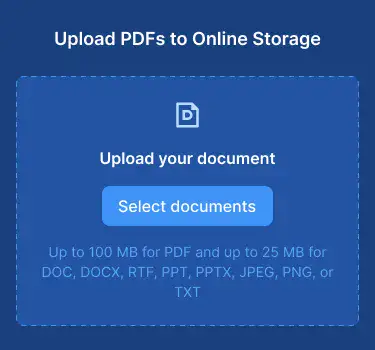 Upload PDFs to Online Storage
D
Upload your document
Select documents
Up to 100 MB for PDF and up to 25 MB for
DOC, DOCX, RTF, PPT, PPTX, JPEG, PNG, or
TXT